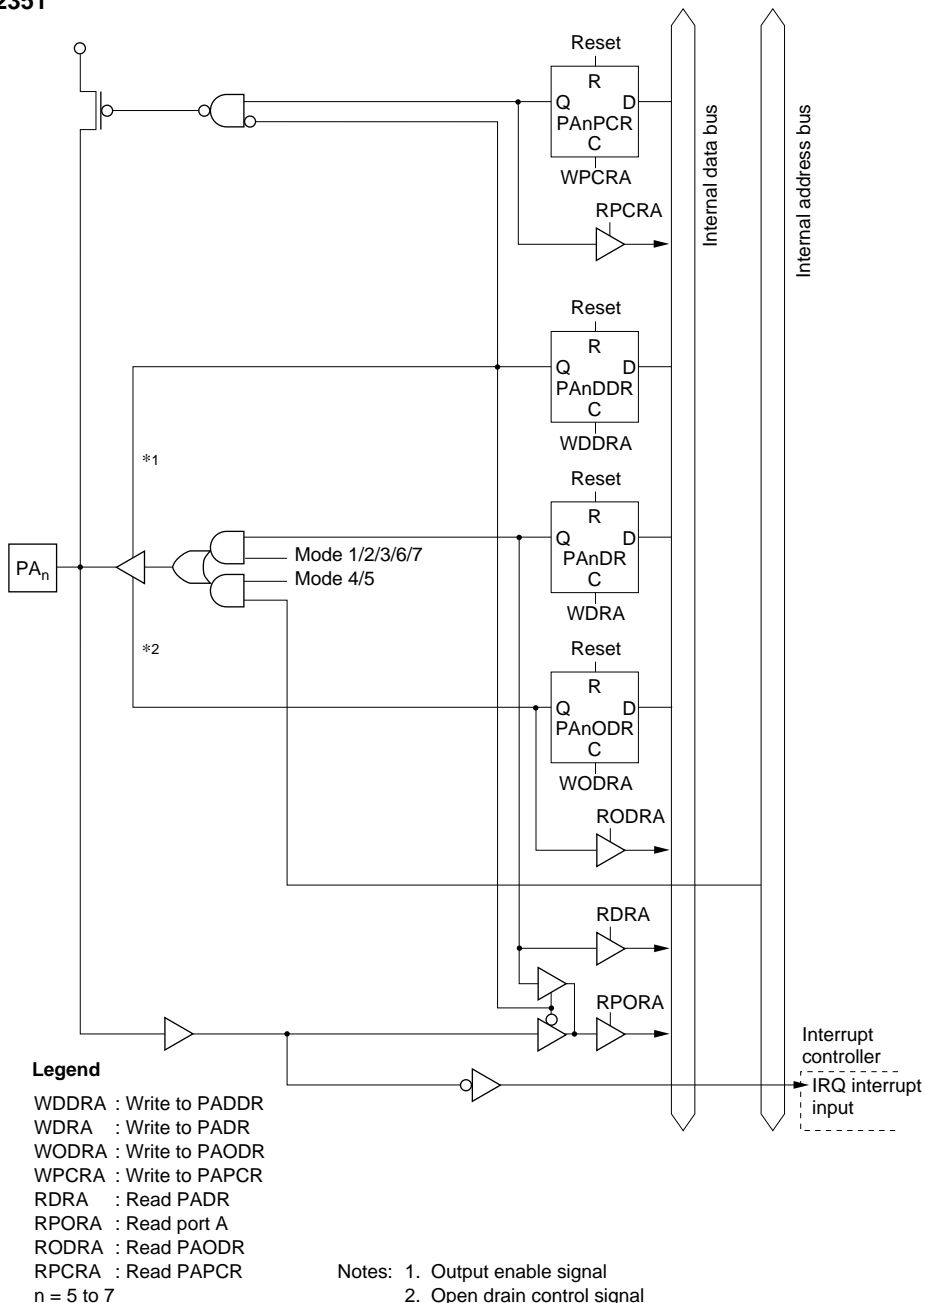 2351
Reset
R
Q D
PAnPCR
C
WPCRA
RPCRA
Internal data bus
Internal address bus
Reset
R
Q D
PAnDDR
C
WDDRA
*1
Reset
R
Q D
PAnDR
C
WDRA
Mode 1/2/3/6/7
Mode 4/5
PAn
*2
Reset
R
Q D
PAnODR
C
WODRA
RODRA
RDRA
RPORA
Interrupt
controller
IRQ interrupt
input
Legend
WDDRA : Write to PADDR
WDRA : Write to PADR
WODRA : Write to PAODR
WPCRA : Write to PAPCR
RDRA : Read PADR
RPORA : Read port A
RODRA : Read PAODR
RPCRA : Read PAPCR
n = 5 to 7
Notes: 1. Output enable signal
2. Open drain control signal